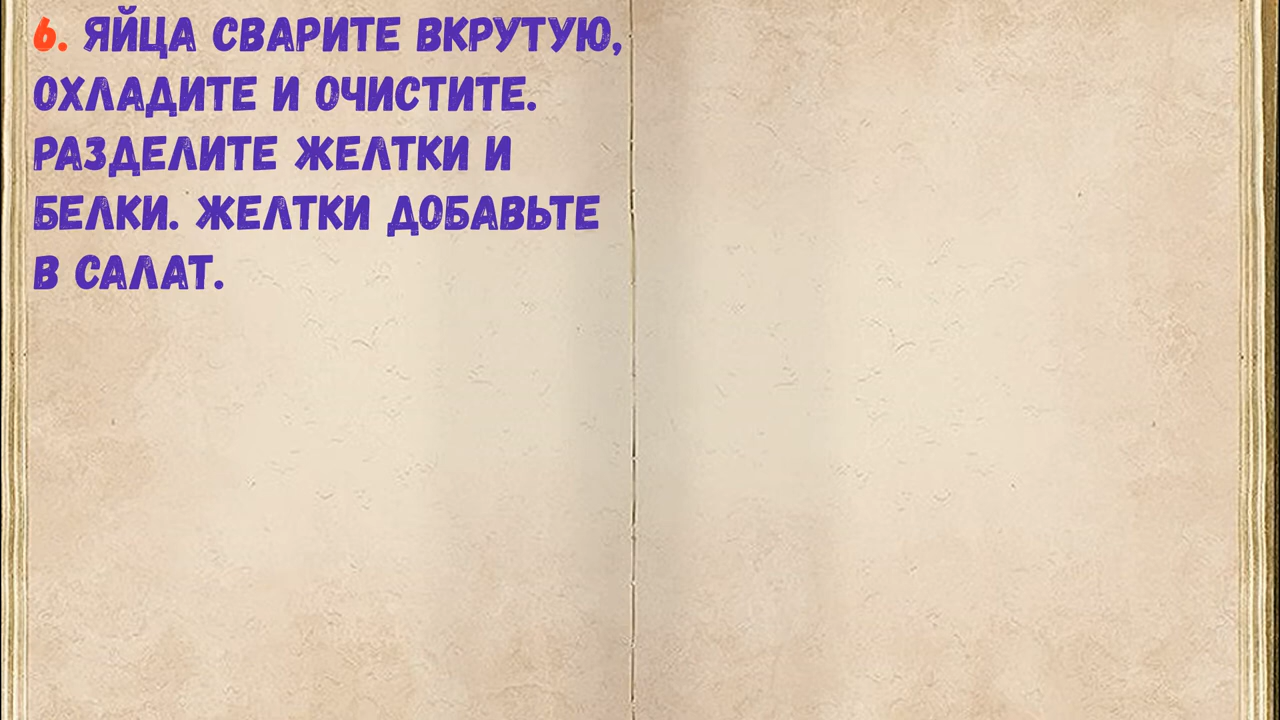 6. ЯЙЦА СВАРИТЕ ВКРУТУЮ,
ОХЛАДИТЕ И ОЧИСТИТЕ.
РАЗДЕЛИТЕ ЖЕЛТКИ И
БЕЛКИ. ЖЕЛТКИ ДОБАВЬТЕ
В САЛАТ.